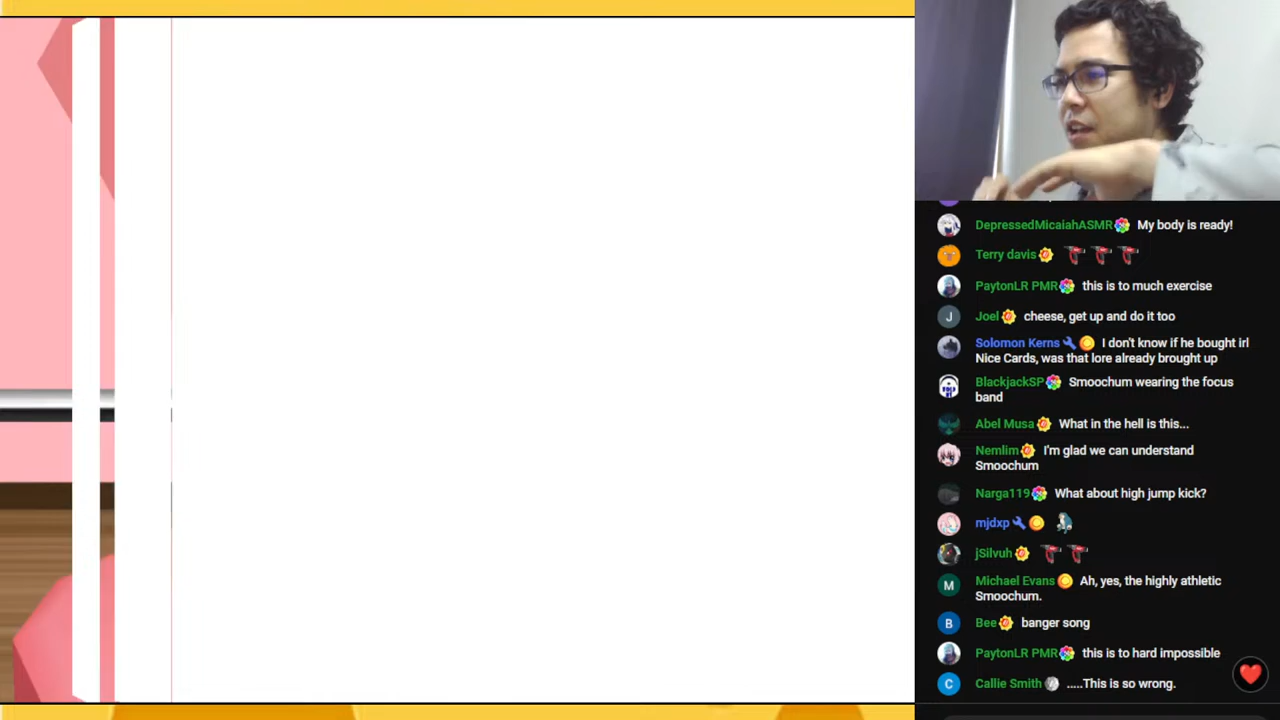 DepressedMicaiahASMR My body is ready!
Terry davis
PaytonLR PMR this is to much exercise
J Joel cheese, get up and do it too
Solomon Kerns I don't know if he bought irl
Nice Cards, was that lore already brought up
BlackjackSP Smoochum wearing the focus
band
Abel Musa What in the hell is this...
Nemlim I'm glad we can understand
Smoochum
Narga119 What about high jump kick?
mjdxp
jSilvuh
M Michael Evans Ah, yes, the highly athletic
Smoochum.
B Bee banger song
PaytonLR PMR this is to hard impossible
C Callie Smith .....This is so wrong.